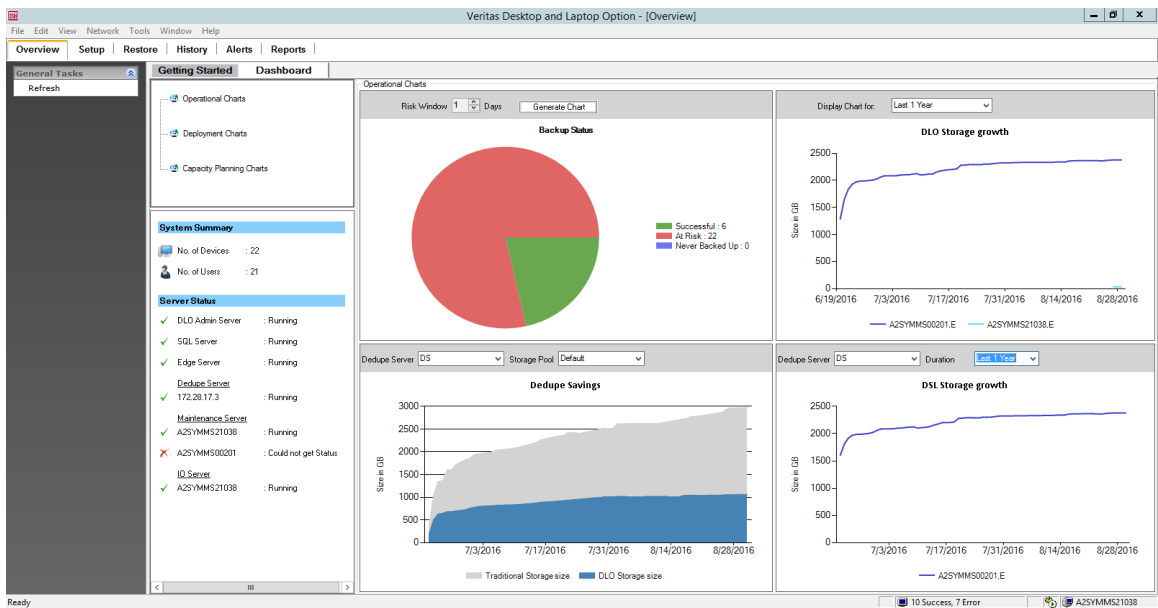 Veritas Desktop and Laptop Option - [Overview]
File Edit View Network Tools Window Help
Overview Setup Restore History Alerts Reports
General Tasks
Refresh
Getting Started Dashboard
Operational Charts
Deployment Charts
Capacity Planning Charts
System Summary
No. of Devices : 22
No. of Users : 21
Server Status
DLO Admin Server : Running
SQL Server : Running
Edge Server : Running
Dedupe Server
172.28.17.3 : Running
Maintenance Server
A2SYMMS21038 : Running
A2SYMMS00201 : Could not get Status
IO Server
A2SYMMS21038 : Running
Operational Charts
Risk Window 1 Days Generate Chart
Backup Status
Successful : 6
At Risk : 22
Never Backed Up : 0
Display Chart for: Last 1 Year
DLO Storage growth
Size in GB
2500
2000
1500
1000
500
0
6/19/2016 7/3/2016 7/17/2016 7/31/2016 8/14/2016 8/28/2016
A2SYMMS00201,E A2SYMMS21038,E
Dedupe Server DS Storage Pool Default
Dedupe Savings
Size in GB
3000
2500
2000
1500
1000
500
0
7/3/2016 7/17/2016 7/31/2016 8/14/2016 8/28/2016
Traditional Storage size DLO Storage size
Dedupe Server DS Duration Last 1 Year
DSL Storage growth
Size in GB
2500
2000
1500
1000
500
0
7/3/2016 7/17/2016 7/31/2016 8/14/2016 8/28/2016
A2SYMMS00201,E
Ready 10 Success, 7 Error A2SYMMS21038